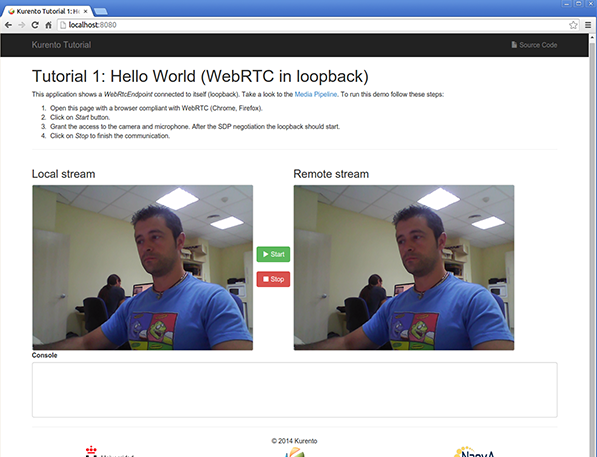 Kurento Tutorial 1: He
localhost:8080
Kurento Tutorial
Source Code
Tutorial 1: Hello World (WebRTC in loopback)
This application shows a WebRtcEndpoint connected to itself (loopback). Take a look to the Media Pipeline. To run this demo follow these steps:
1. Open this page with a browser compliant with WebRTC (Chrome, Firefox).
2. Click on Start button.
3. Grant the access to the camera and microphone. After the SDP negotiation the loopback should start.
4. Click on Stop to finish the communication.
Local stream
Remote stream
Start
Stop
Console
© 2014 Kurento